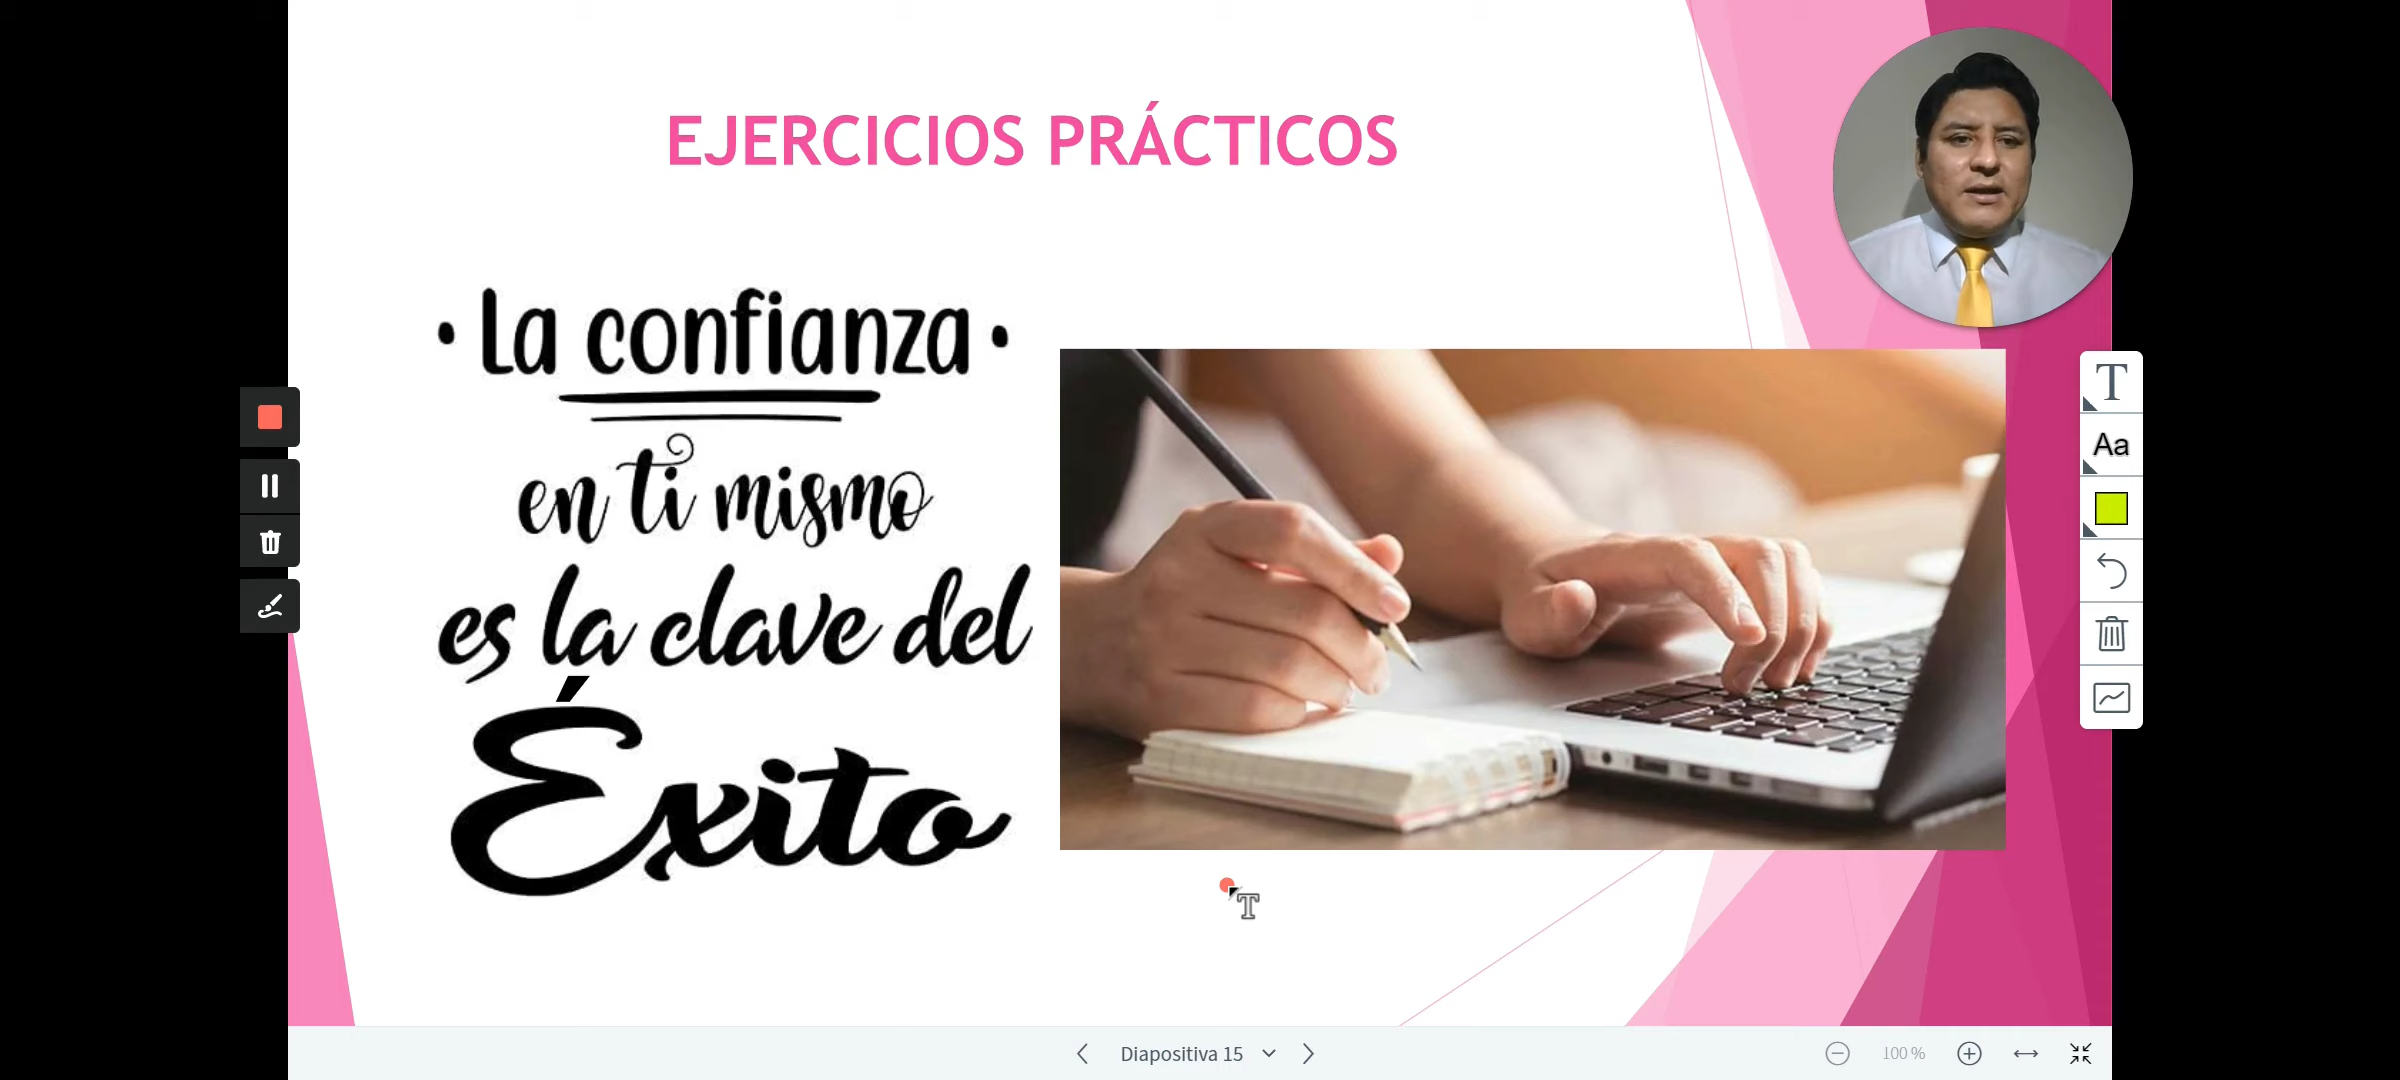 EJERCICIOS PRÁCTICOS
• La confianza •
en ti mismo
es la clave del
Éxito
T
Aa
T
Diapositiva 15
100 %